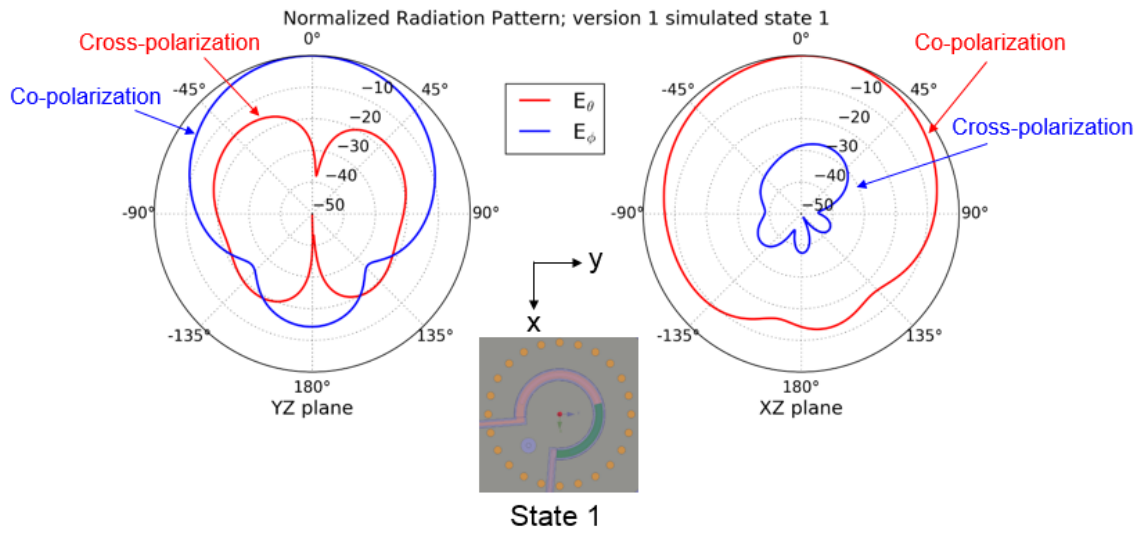 Normalized Radiation Pattern; version 1 simulated state 1
Cross-polarization
Co-polarization
0°
-45°
45°
−10
−20
−30
−40
−50
-90°
90°
-135°
135°
180°
YZ plane
E_θ
E_ϕ
0°
Co-polarization
Cross-polarization
-45°
45°
−10
−20
−30
−40
−50
-90°
90°
-135°
135°
180°
XZ plane
y
x
State 1